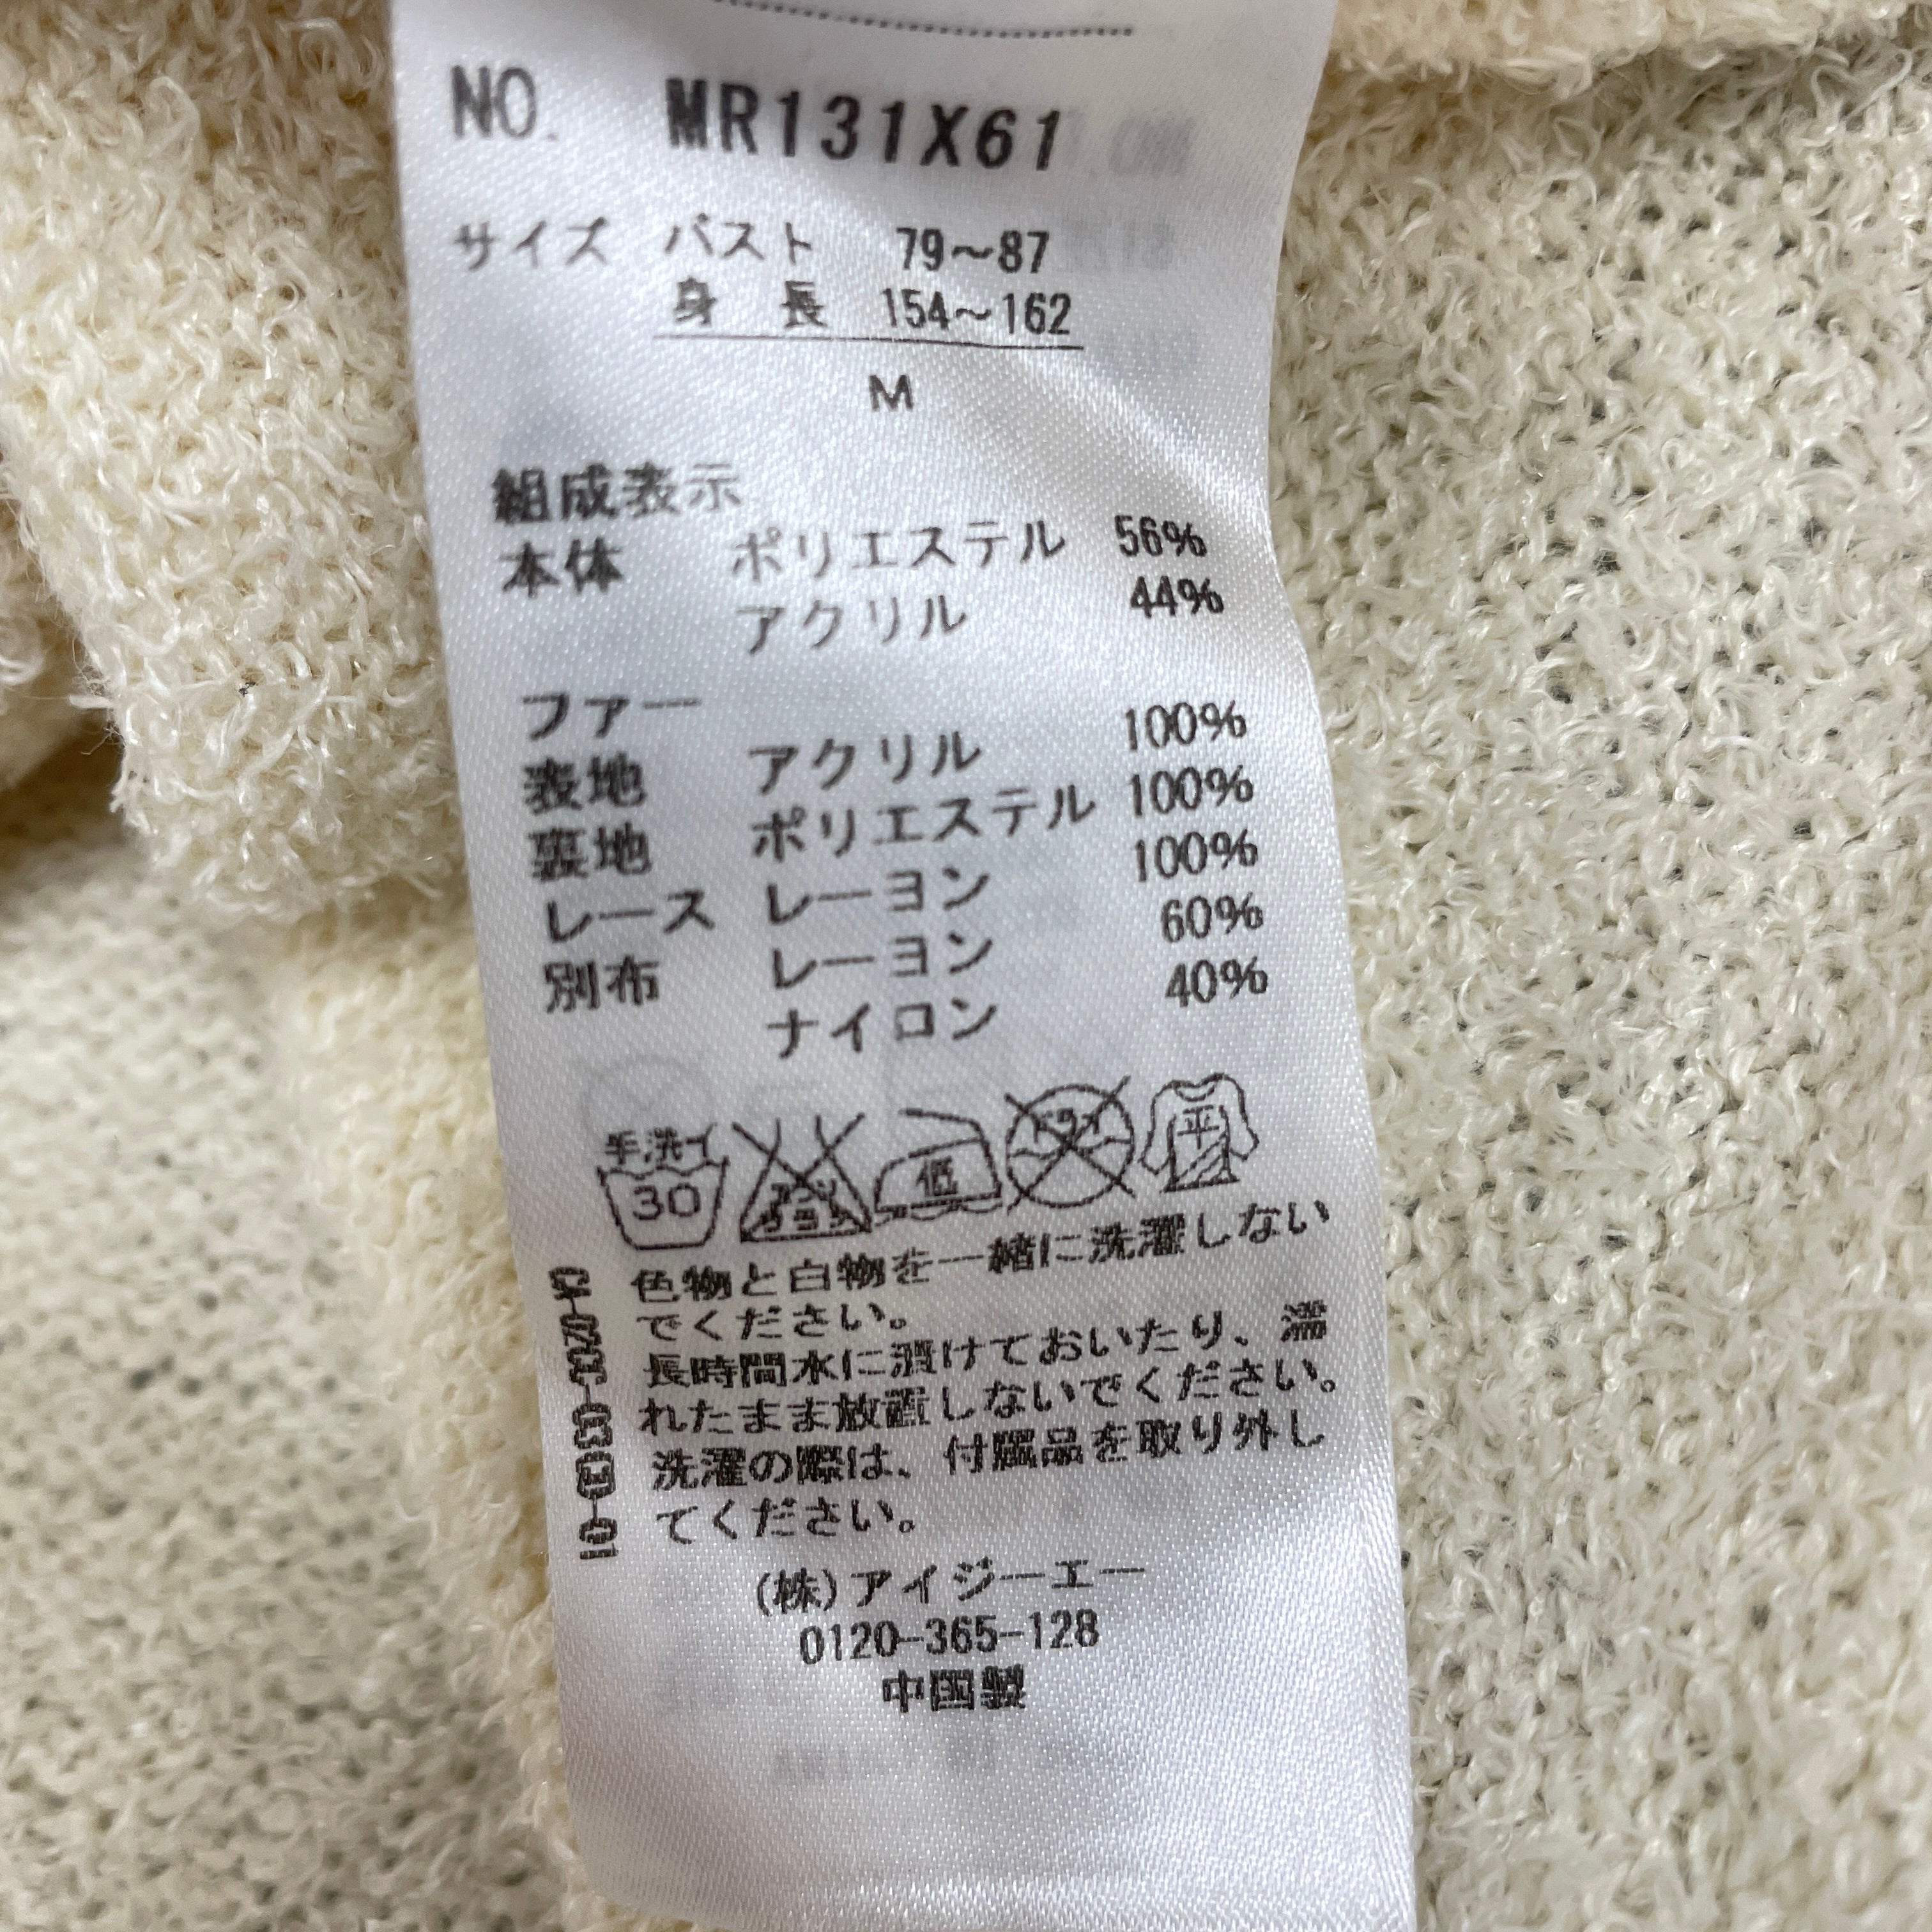 NO. MR131X61
サイズ バスト 79～87
身 長 154～162
M
組成表示
本体 ポリエステル 56%
アクリル 44%
ファー
表地 アクリル 100%
裏地 ポリエステル 100%
レース レーヨン 100%
別布 レーヨン 60%
ナイロン 40%
手洗イ
30
低
ドライ
平
色物と白物を一緒に洗濯しない
でください。
長時間水に漬けておいたり、濡
れたまま放置しないでください。
洗濯の際は、付属品を取り外し
てください。
(株)アイジーエー
0120-365-128
中国製